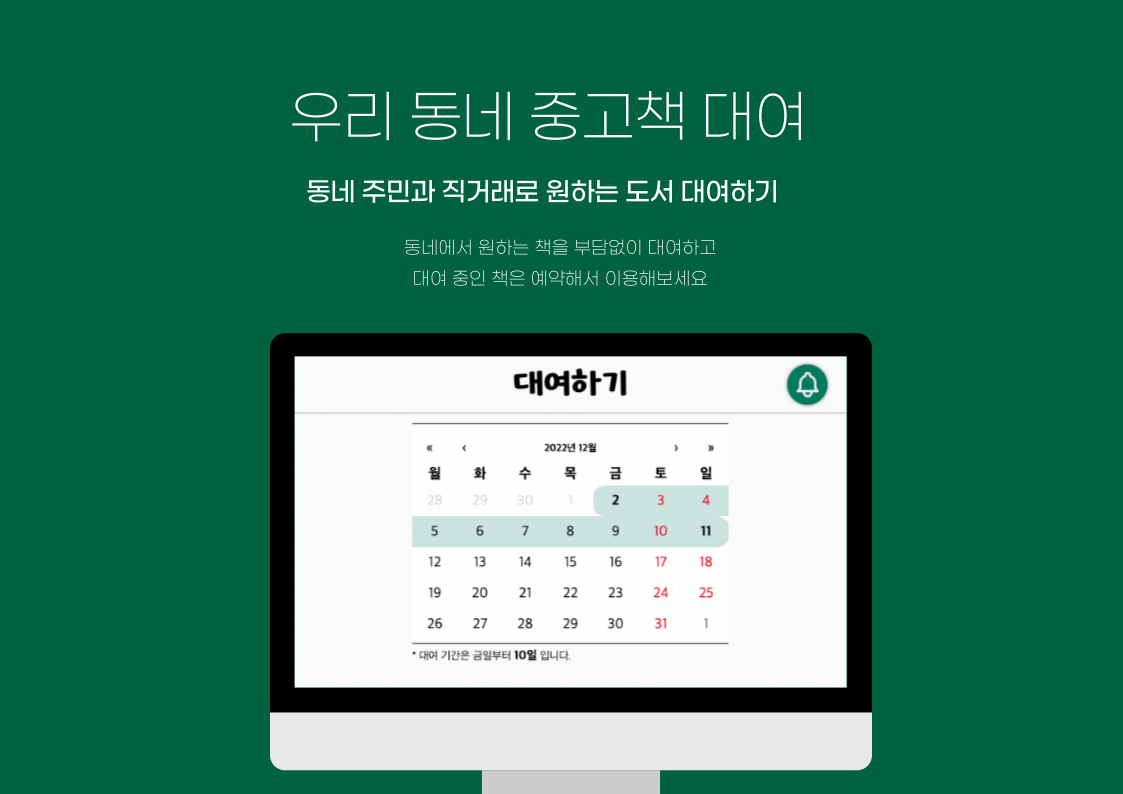 우리 동네 중고책 대여
동네 주민과 직거래로 원하는 도서 대여하기
동네에서 원하는 책을 부담없이 대여하고
대여 중인 책은 예약해서 이용해보세요
대여하기
« ‹ 2022년 12월 › »
월 화 수 목 금 토 일
28 29 30 1 2 3 4
5 6 7 8 9 10 11
12 13 14 15 16 17 18
19 20 21 22 23 24 25
26 27 28 29 30 31 1
* 대여 기간은 금일부터 10일 입니다.